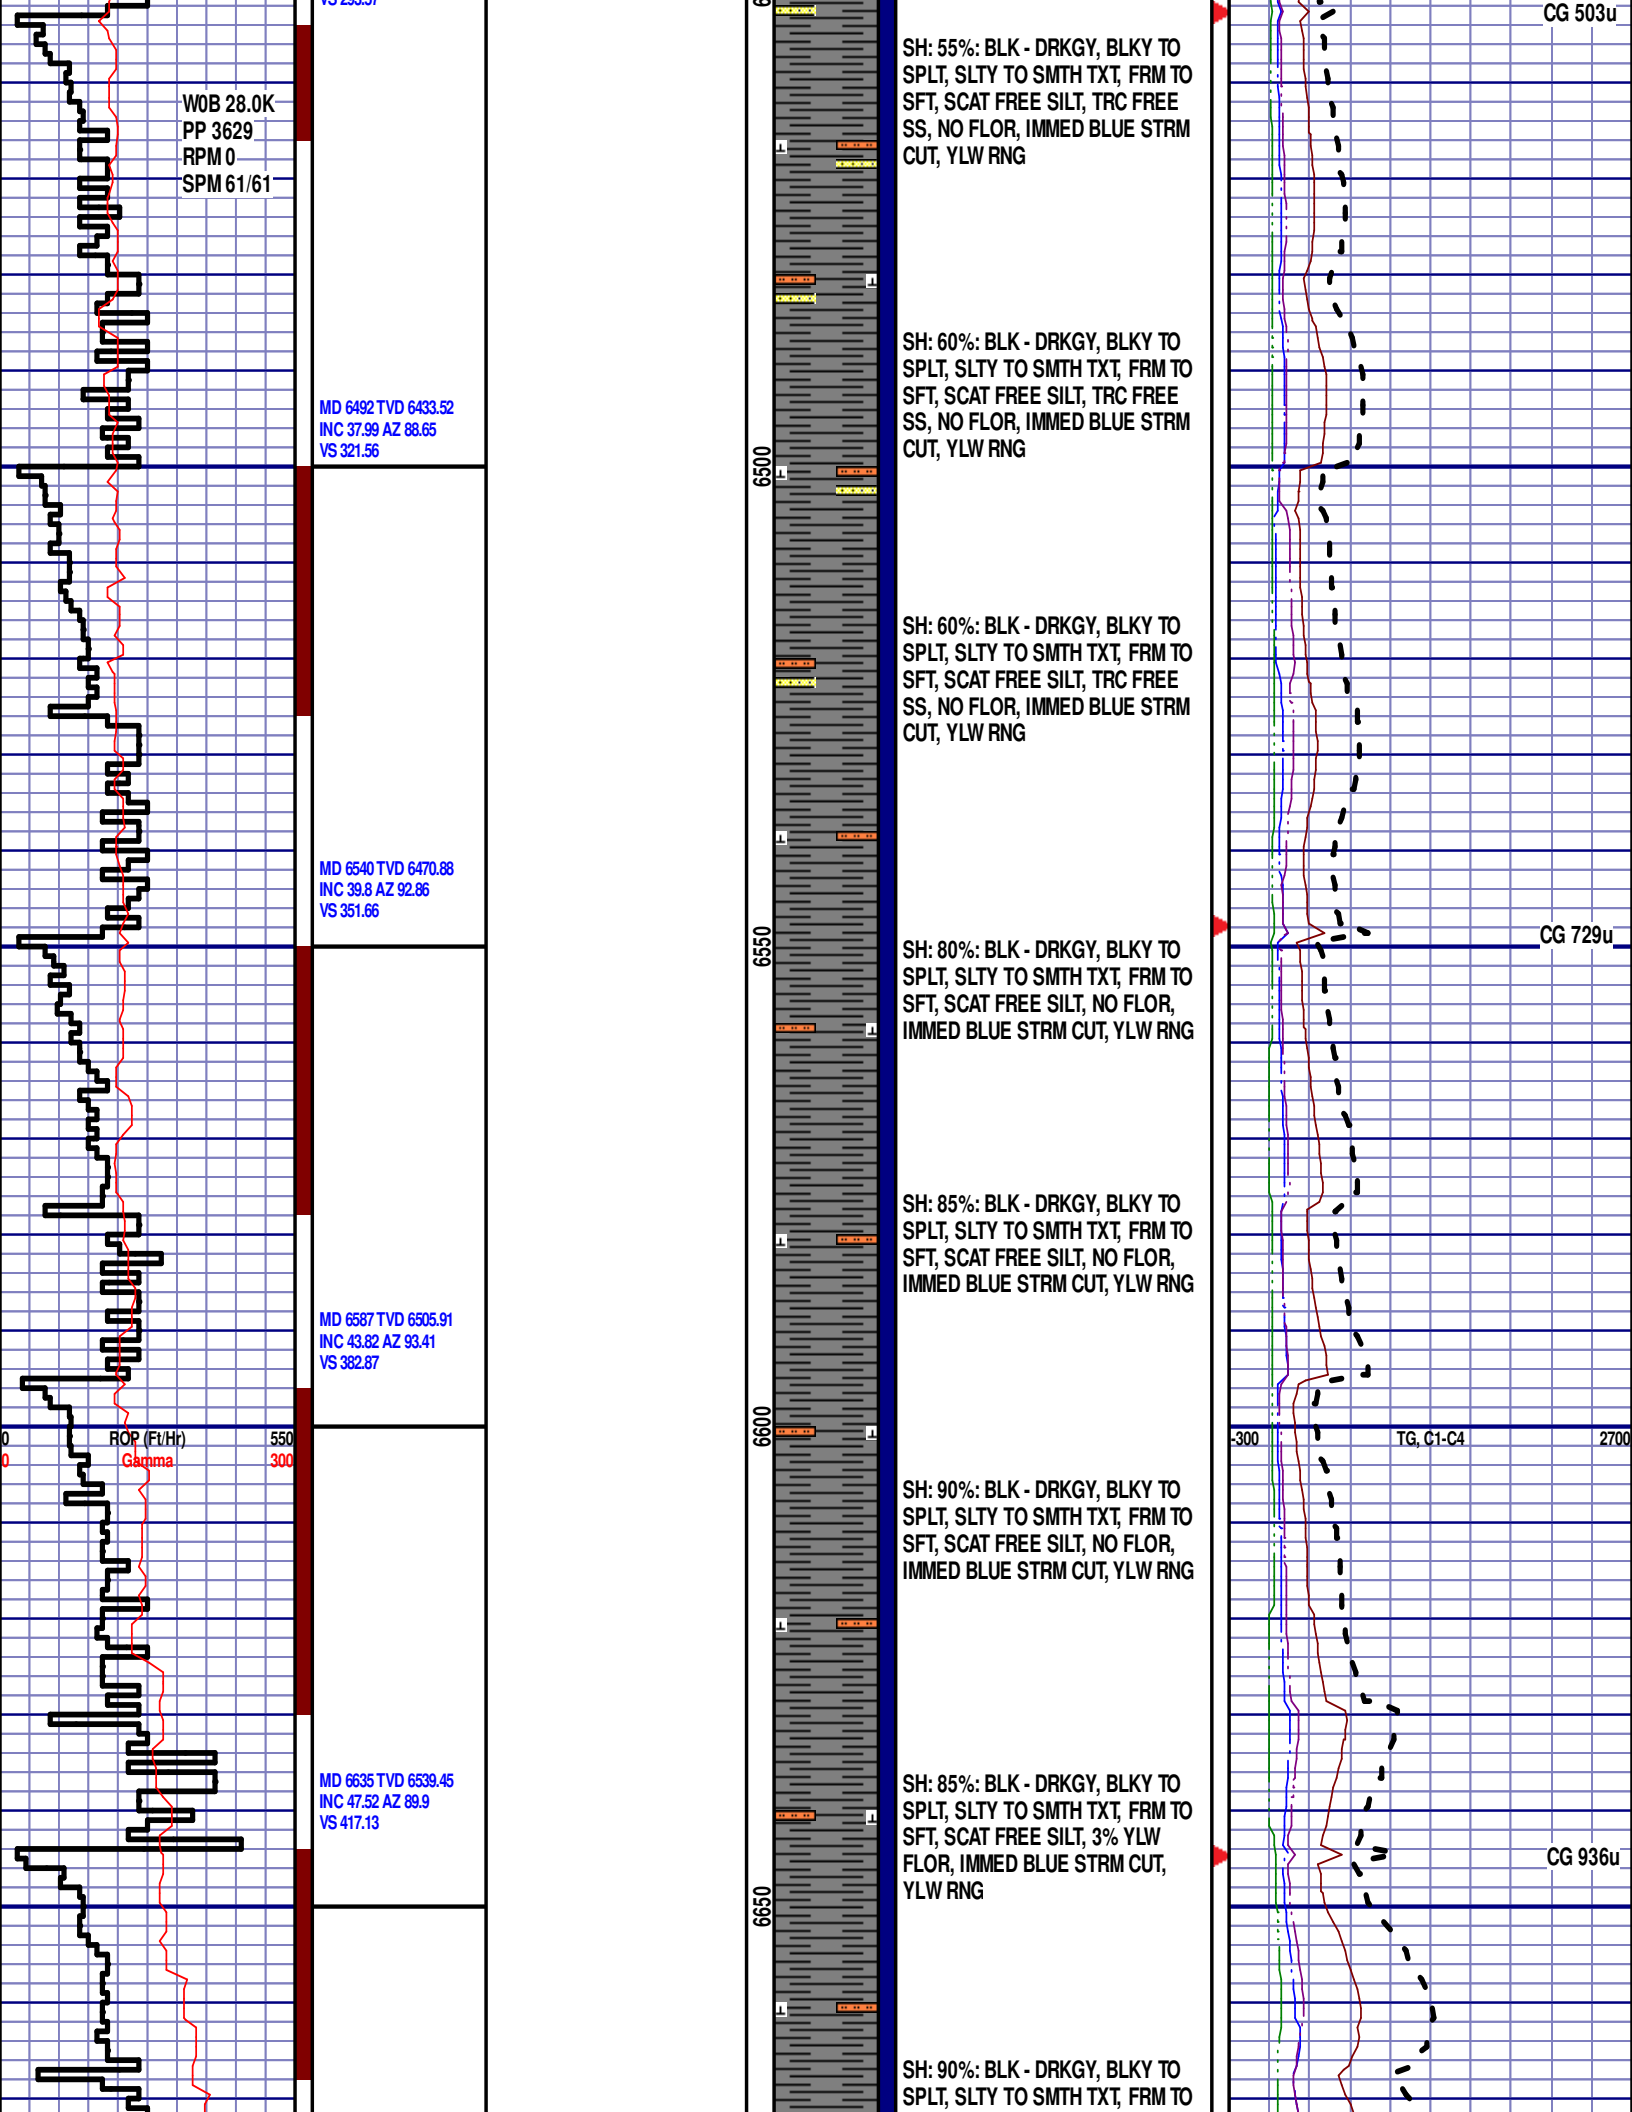 CG 503u
SH: 55%: BLK - DRKGY, BLKY TO
SPLT, SLTY TO SMTH TXT, FRM TO
SFT, SCAT FREE SILT, TRC FREE
SS, NO FLOR, IMMED BLUE STRM
CUT, YLW RNG
WOB 28.0K
PP 3629
RPM 0
SPM 61/61
SH: 60%: BLK - DRKGY, BLKY TO
SPLT, SLTY TO SMTH TXT, FRM TO
SFT, SCAT FREE SILT, TRC FREE
SS, NO FLOR, IMMED BLUE STRM
CUT, YLW RNG
MD 6492 TVD 6433.52
INC 37.99 AZ 88.65
VS 321.56
6500
SH: 60%: BLK - DRKGY, BLKY TO
SPLT, SLTY TO SMTH TXT, FRM TO
SFT, SCAT FREE SILT, TRC FREE
SS, NO FLOR, IMMED BLUE STRM
CUT, YLW RNG
MD 6540 TVD 6470.88
INC 39.8 AZ 92.86
VS 351.66
6550
CG 729u
SH: 80%: BLK - DRKGY, BLKY TO
SPLT, SLTY TO SMTH TXT, FRM TO
SFT, SCAT FREE SILT, NO FLOR,
IMMED BLUE STRM CUT, YLW RNG
SH: 85%: BLK - DRKGY, BLKY TO
SPLT, SLTY TO SMTH TXT, FRM TO
SFT, SCAT FREE SILT, NO FLOR,
IMMED BLUE STRM CUT, YLW RNG
MD 6587 TVD 6505.91
INC 43.82 AZ 93.41
VS 382.87
6600
0 ROP (Ft/Hr) 550
0 Gamma 300
-300 TG, C1-C4 2700
SH: 90%: BLK - DRKGY, BLKY TO
SPLT, SLTY TO SMTH TXT, FRM TO
SFT, SCAT FREE SILT, NO FLOR,
IMMED BLUE STRM CUT, YLW RNG
MD 6635 TVD 6539.45
INC 47.52 AZ 89.9
VS 417.13
SH: 85%: BLK - DRKGY, BLKY TO
SPLT, SLTY TO SMTH TXT, FRM TO
SFT, SCAT FREE SILT, 3% YLW
FLOR, IMMED BLUE STRM CUT,
YLW RNG
CG 936u
6650
SH: 90%: BLK - DRKGY, BLKY TO
SPLT, SLTY TO SMTH TXT, FRM TO